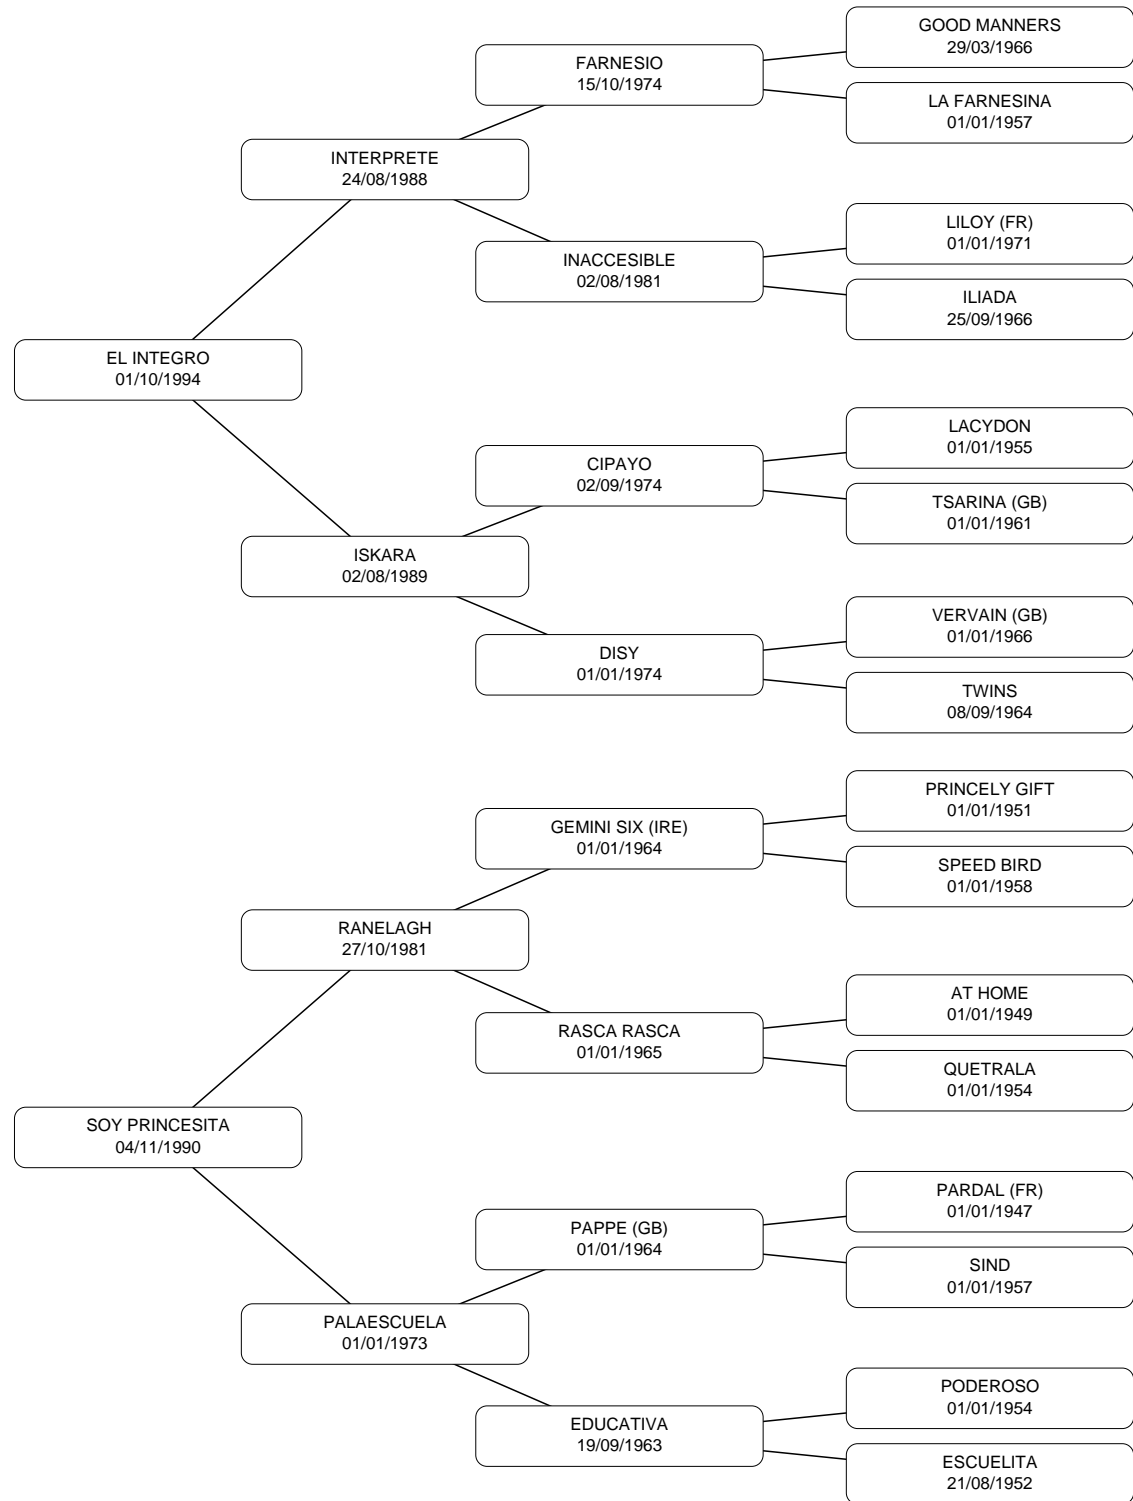 GOOD MANNERS
29/03/1966
FARNESIO
15/10/1974
LA FARNESINA
01/01/1957
INTERPRETE
24/08/1988
LILOY (FR)
01/01/1971
INACCESIBLE
02/08/1981
ILIADA
25/09/1966
EL INTEGRO
01/10/1994
LACYDON
01/01/1955
CIPAYO
02/09/1974
TSARINA (GB)
01/01/1961
ISKARA
02/08/1989
VERVAIN (GB)
01/01/1966
DISY
01/01/1974
TWINS
08/09/1964
PRINCELY GIFT
01/01/1951
GEMINI SIX (IRE)
01/01/1964
SPEED BIRD
01/01/1958
RANELAGH
27/10/1981
AT HOME
01/01/1949
RASCA RASCA
01/01/1965
QUETRALA
01/01/1954
SOY PRINCESITA
04/11/1990
PARDAL (FR)
01/01/1947
PAPPE (GB)
01/01/1964
SIND
01/01/1957
PALAESCUELA
01/01/1973
PODEROSO
01/01/1954
EDUCATIVA
19/09/1963
ESCUELITA
21/08/1952